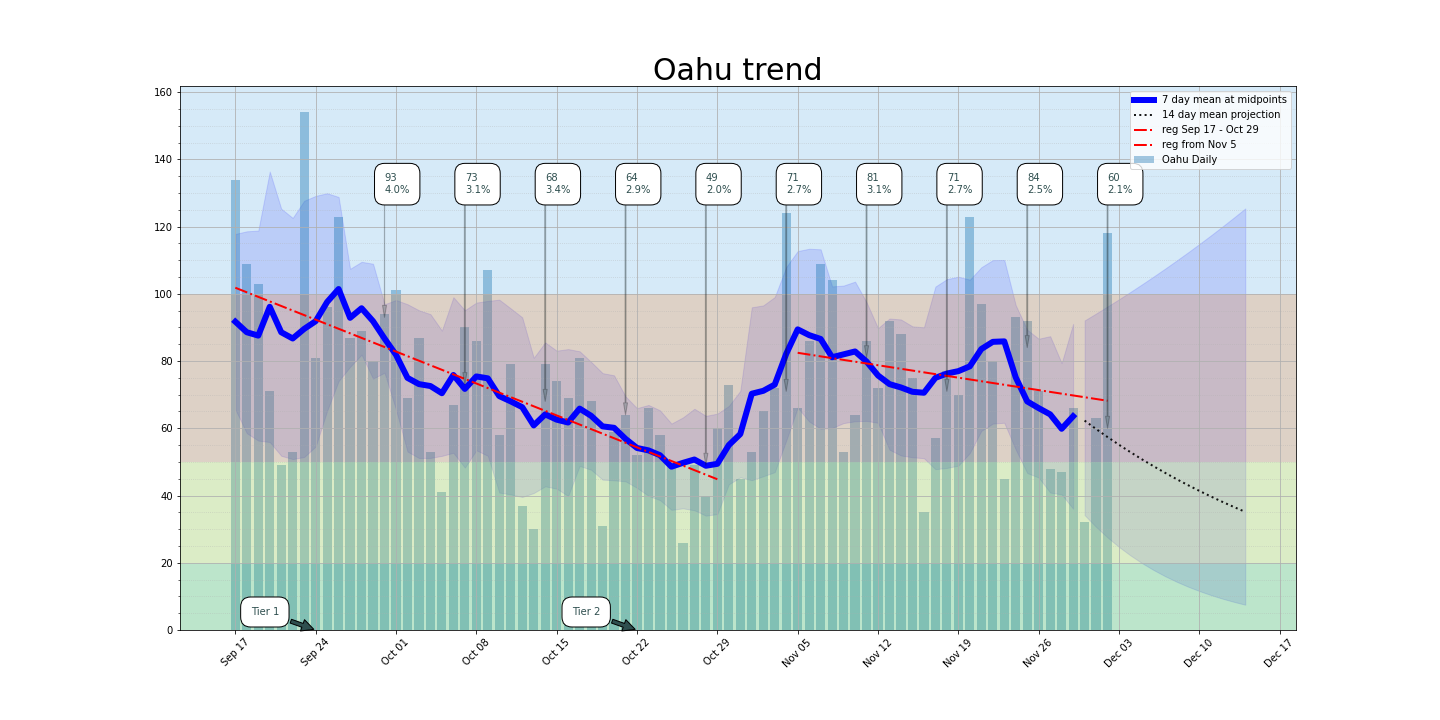 Oahu trend
160
140
120
100
80
60
40
20
0
7 day mean at midpoints
14 day mean projection
reg Sep 17 - Oct 29
reg from Nov 5
Oahu Daily
93
4.0%
73
3.1%
68
3.4%
64
2.9%
49
2.0%
71
2.7%
81
3.1%
71
2.7%
84
2.5%
60
2.1%
Tier 1
Tier 2
Sep 17
Sep 24
Oct 01
Oct 08
Oct 15
Oct 22
Oct 29
Nov 05
Nov 12
Nov 19
Nov 26
Dec 03
Dec 10
Dec 17